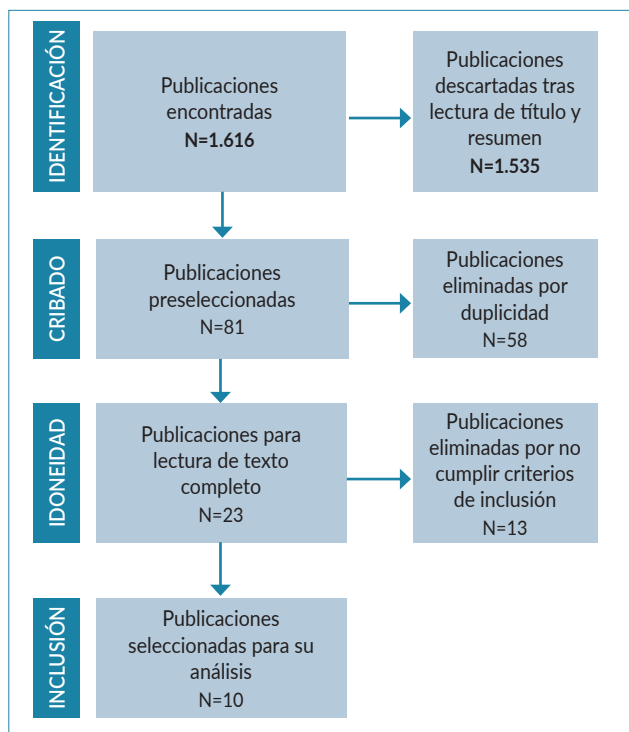 IDENTIFICACIÓN
Publicaciones
encontradas
N=1.616
Publicaciones
descartadas tras
lectura de título y
resumen
N=1.535
CRIBADO
Publicaciones
preseleccionadas
N=81
Publicaciones
eliminadas por
duplicidad
N=58
IDONEIDAD
Publicaciones para
lectura de texto
completo
N=23
Publicaciones
eliminadas por no
cumplir criterios
de inclusión
N=13
INCLUSIÓN
Publicaciones
seleccionadas para su
análisis
N=10